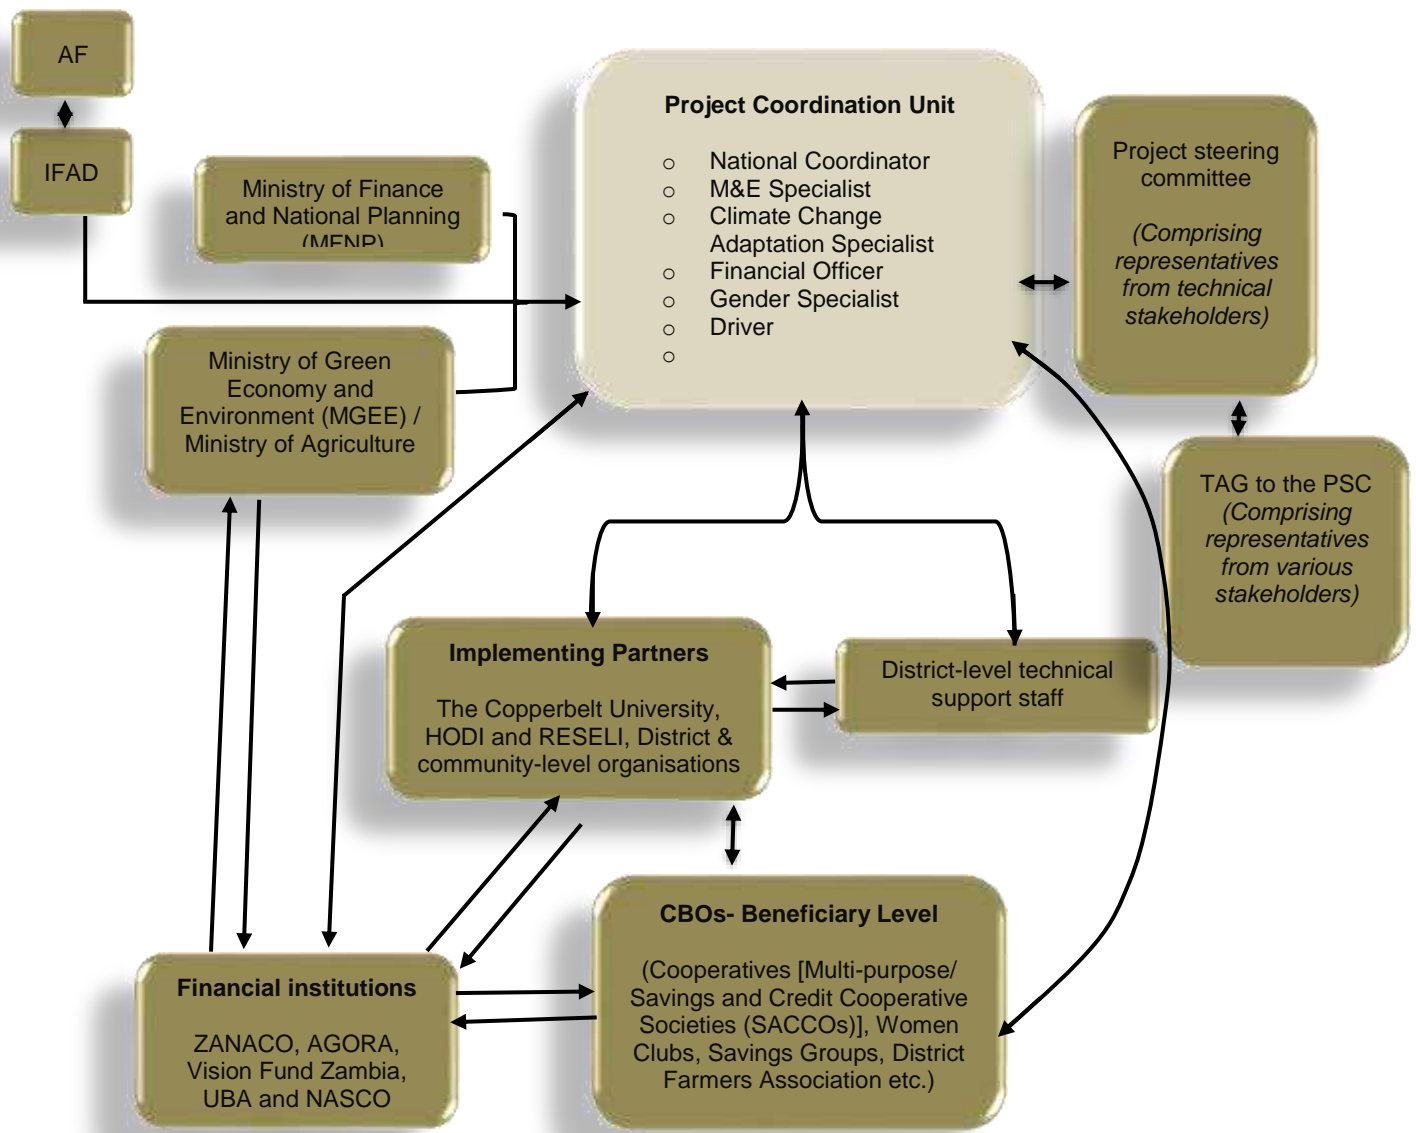 AF
IFAD
Ministry of Finance
and National Planning
(MFNP)
Ministry of Green
Economy and
Environment (MGEE) /
Ministry of Agriculture
Project Coordination Unit
o National Coordinator
o M&E Specialist
o Climate Change
Adaptation Specialist
o Financial Officer
o Gender Specialist
o Driver
o
Project steering
committee
(Comprising
representatives
from technical
stakeholders)
TAG to the PSC
(Comprising
representatives
from various
stakeholders)
Implementing Partners
The Copperbelt University,
HODI and RESELI, District &
community-level organisations
District-level technical
support staff
Financial institutions
ZANACO, AGORA,
Vision Fund Zambia,
UBA and NASCO
CBOs- Beneficiary Level
(Cooperatives [Multi-purpose/
Savings and Credit Cooperative
Societies (SACCOs)], Women
Clubs, Savings Groups, District
Farmers Association etc.)